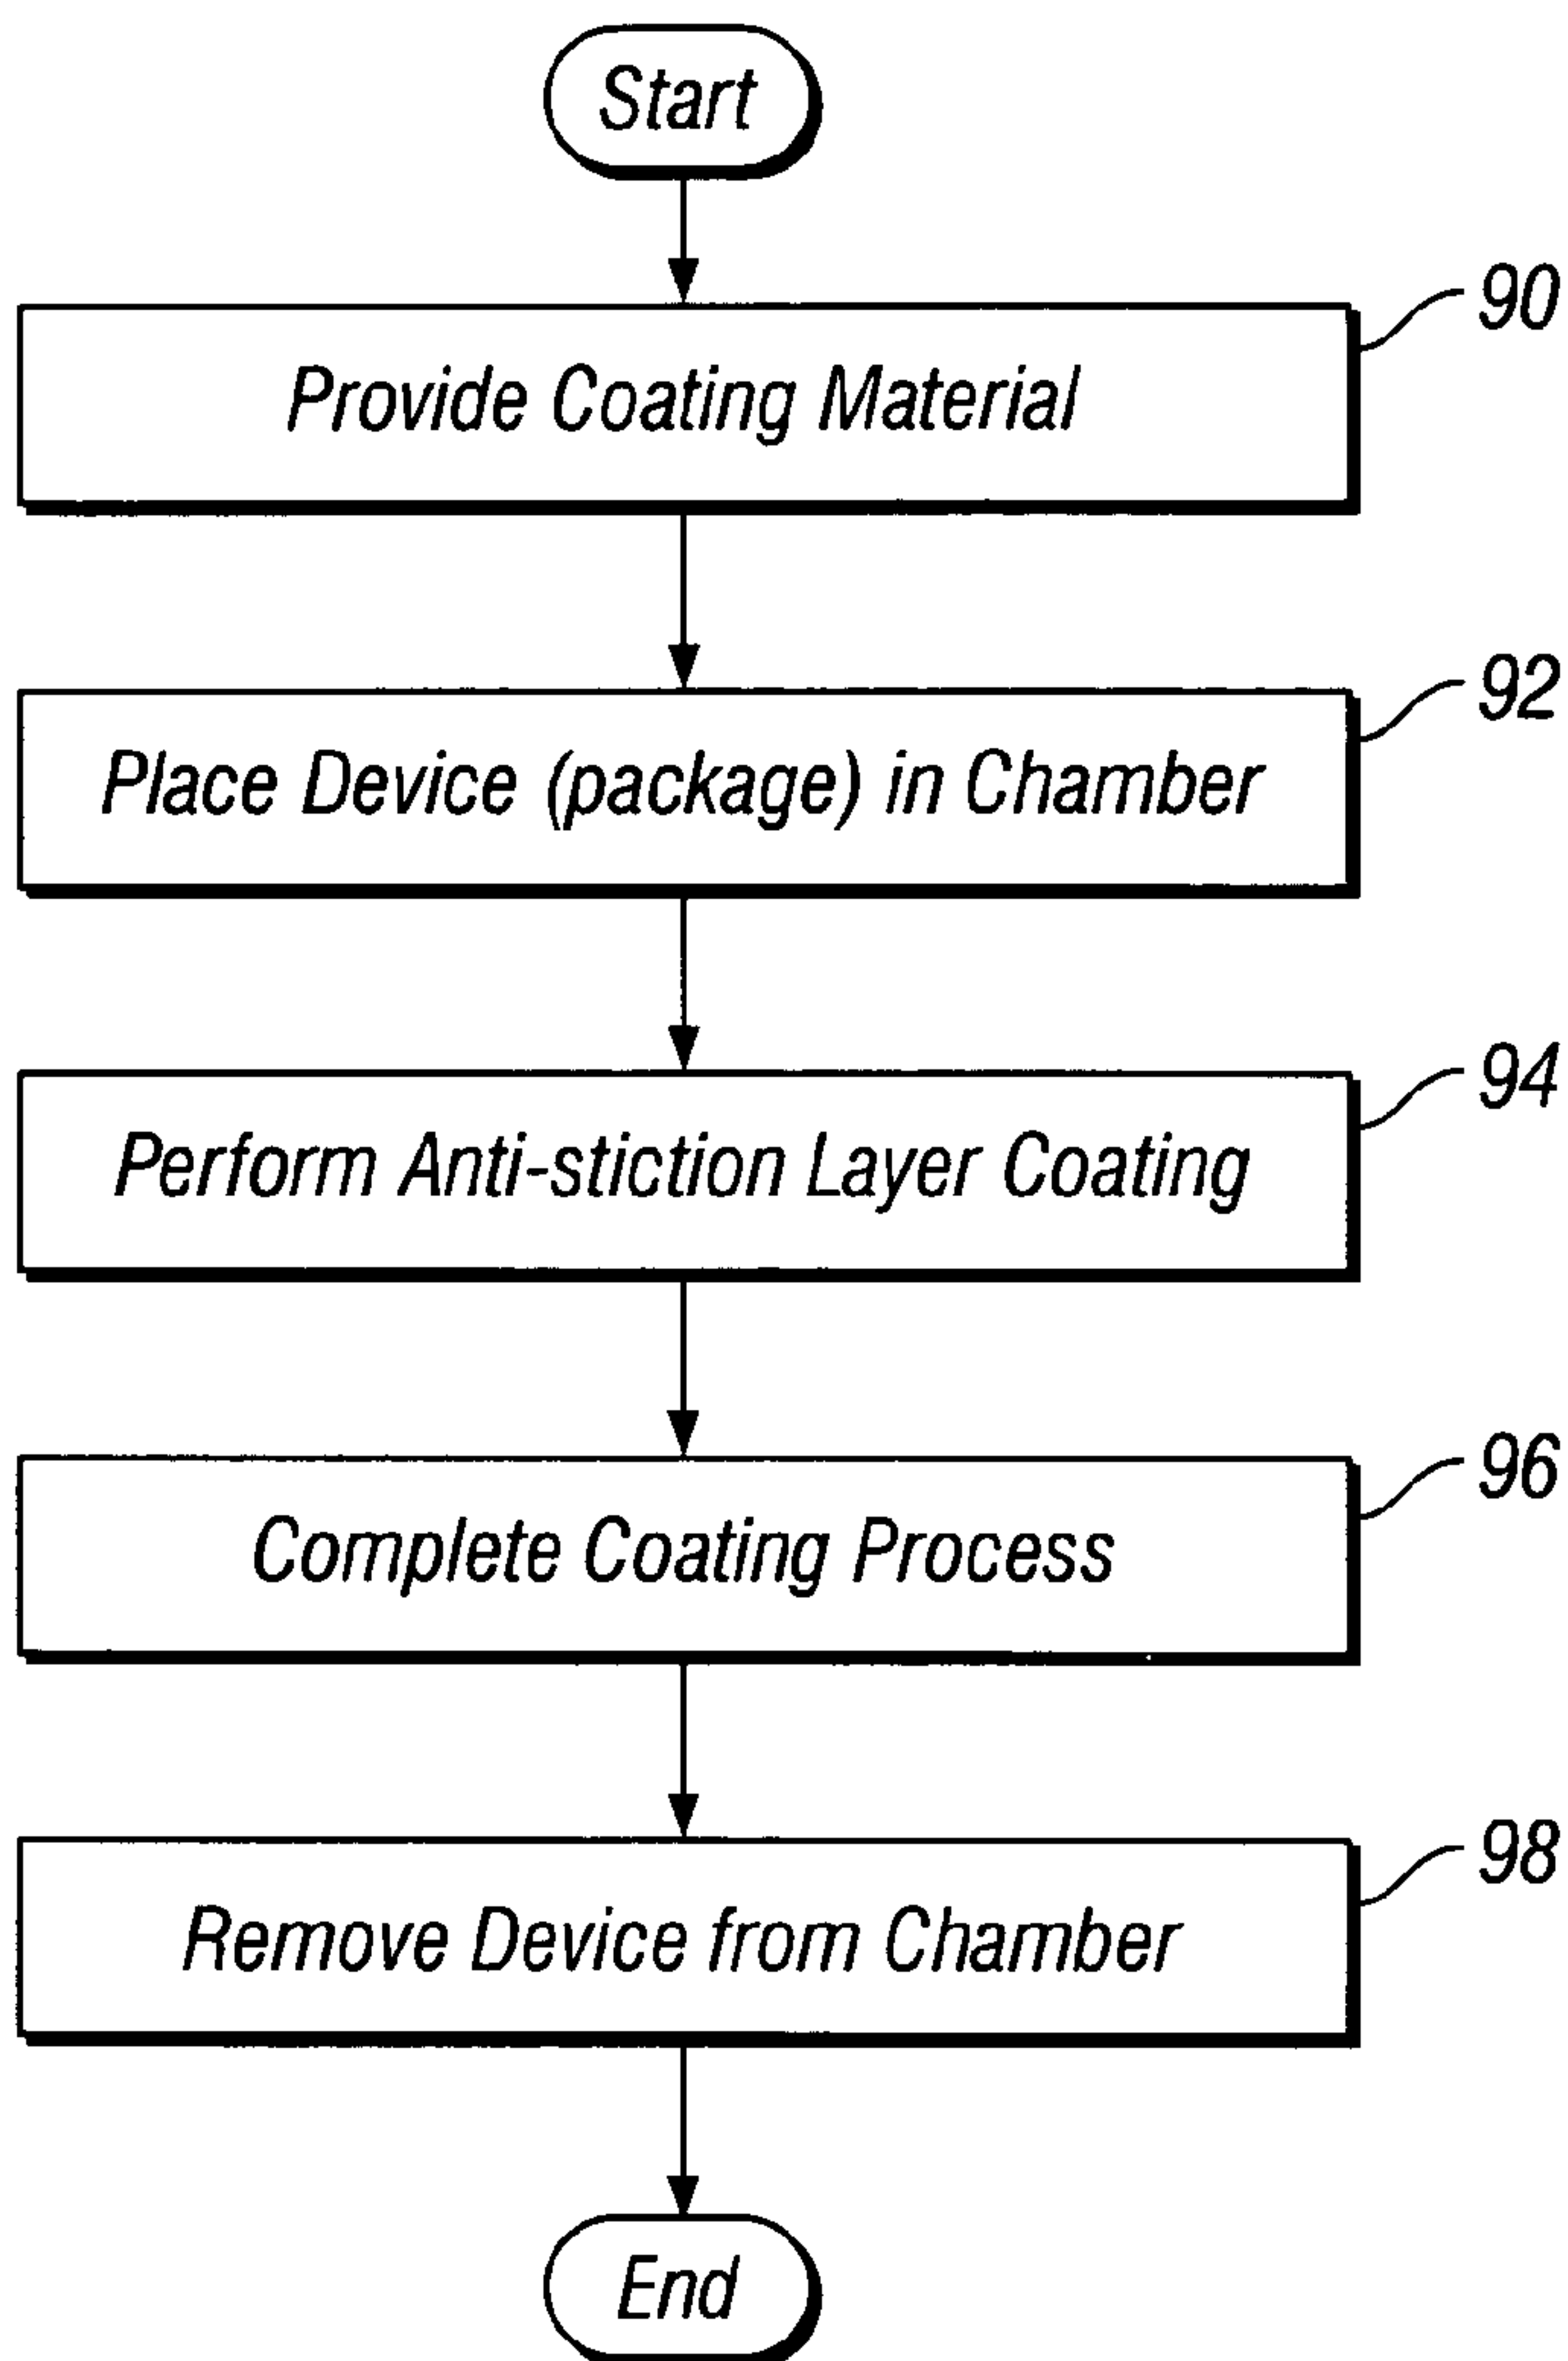 Start
90
Provide Coating Material
92
Place Device (package) in Chamber
94
Perform Anti-stiction Layer Coating
96
Complete Coating Process
98
Remove Device from Chamber
End